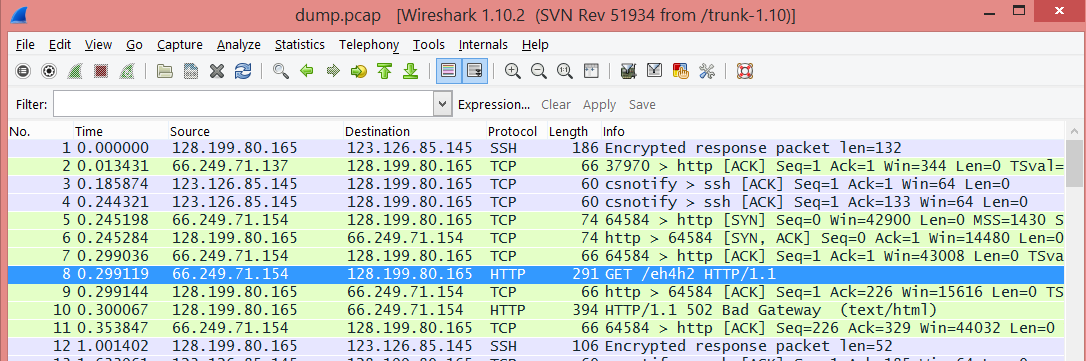 dump.pcap [Wireshark 1.10.2 (SVN Rev 51934 from /trunk-1.10)]
File Edit View Go Capture Analyze Statistics Telephony Tools Internals Help
Filter: Expression... Clear Apply Save
No. Time Source Destination Protocol Length Info
1 0.000000 128.199.80.165 123.126.85.145 SSH 186 Encrypted response packet len=132
2 0.013431 66.249.71.137 128.199.80.165 TCP 66 37970 > http [ACK] Seq=1 Ack=1 Win=344 Len=0 TSval=
3 0.185874 123.126.85.145 128.199.80.165 TCP 60 csnotify > ssh [ACK] Seq=1 Ack=1 Win=64 Len=0
4 0.244321 123.126.85.145 128.199.80.165 TCP 60 csnotify > ssh [ACK] Seq=1 Ack=133 Win=64 Len=0
5 0.245198 66.249.71.154 128.199.80.165 TCP 74 64584 > http [SYN] Seq=0 Win=42900 Len=0 MSS=1430 S
6 0.245284 128.199.80.165 66.249.71.154 TCP 74 http > 64584 [SYN, ACK] Seq=0 Ack=1 Win=14480 Len=0
7 0.299036 66.249.71.154 128.199.80.165 TCP 66 64584 > http [ACK] Seq=1 Ack=1 Win=43008 Len=0 TSva
8 0.299119 66.249.71.154 128.199.80.165 HTTP 291 GET /eh4h2 HTTP/1.1
9 0.299144 128.199.80.165 66.249.71.154 TCP 66 http > 64584 [ACK] Seq=1 Ack=226 Win=15616 Len=0 TS
10 0.300067 128.199.80.165 66.249.71.154 HTTP 394 HTTP/1.1 502 Bad Gateway (text/html)
11 0.353847 66.249.71.154 128.199.80.165 TCP 66 64584 > http [ACK] Seq=226 Ack=329 Win=44032 Len=0
12 1.001402 128.199.80.165 123.126.85.145 SSH 106 Encrypted response packet len=52